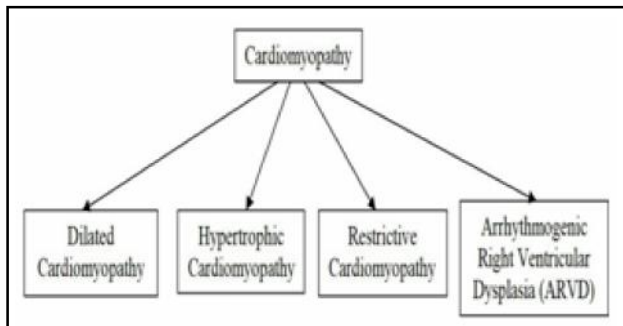 Cardiomyopathy
Dilated
Cardiomyopathy
Hypertrophic
Cardiomyopathy
Restrictive
Cardiomyopathy
Arrhythmogenic
Right Ventricular
Dysplasia (ARVD)